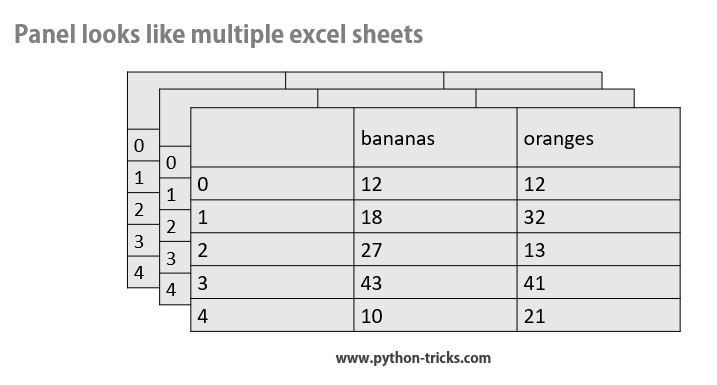 Panel looks like multiple excel sheets
0
1
2
3
4
0
1
2
3
4
bananas oranges
0 12 12
1 18 32
2 27 13
3 43 41
4 10 21
www.python-tricks.com